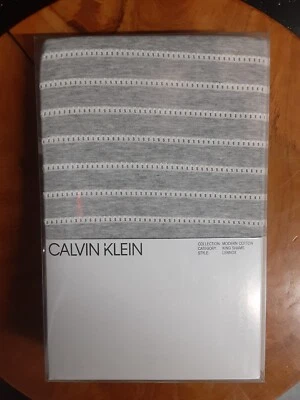 CALVIN KLEIN
COLLECTION: MODERN COTTON
CATEGORY: KING SHAMS
STYLE: